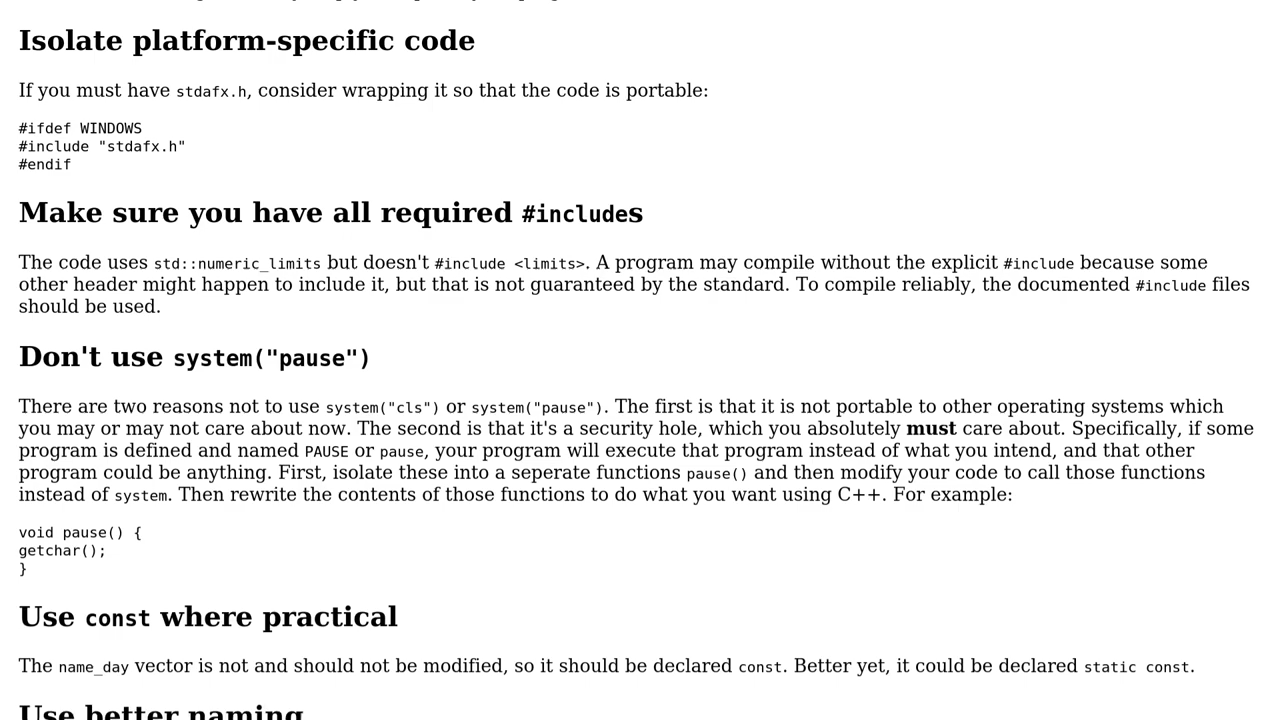 Isolate platform-specific code
If you must have stdafx.h, consider wrapping it so that the code is portable:
#ifdef WINDOWS
#include "stdafx.h"
#endif
Make sure you have all required #includes
The code uses std::numeric_limits but doesn't #include <limits>. A program may compile without the explicit #include because some
other header might happen to include it, but that is not guaranteed by the standard. To compile reliably, the documented #include files
should be used.
Don't use system("pause")
There are two reasons not to use system("cls") or system("pause"). The first is that it is not portable to other operating systems which
you may or may not care about now. The second is that it's a security hole, which you absolutely must care about. Specifically, if some
program is defined and named PAUSE or pause, your program will execute that program instead of what you intend, and that other
program could be anything. First, isolate these into a seperate functions pause() and then modify your code to call those functions
instead of system. Then rewrite the contents of those functions to do what you want using C++. For example:
void pause() {
getchar();
}
Use const where practical
The name_day vector is not and should not be modified, so it should be declared const. Better yet, it could be declared static const.
Use better naming